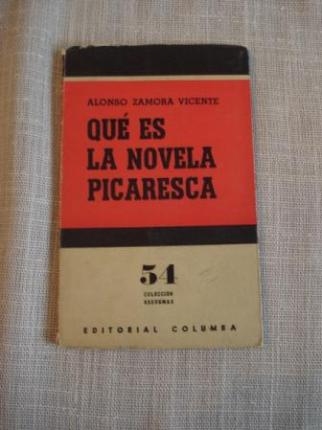 ALONSO ZAMORA VICENTE
QUÉ ES
LA NOVELA
PICARESCA
54
COLECCIÓN
ESQUEMAS
EDITORIAL COLUMBA